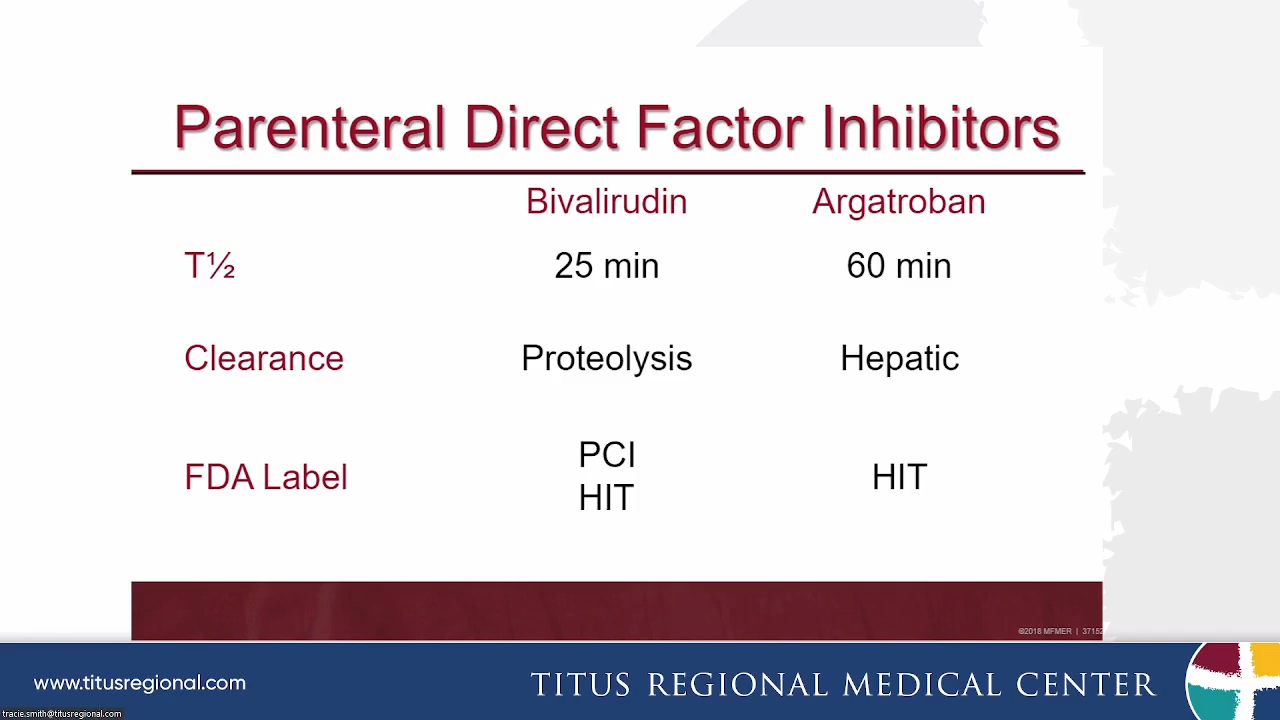 Parenteral Direct Factor Inhibitors
Bivalirudin Argatroban
T½ 25 min 60 min
Clearance Proteolysis Hepatic
FDA Label PCI HIT HIT
©2018 MFMER | 37152
www.titusregional.com
TITUS REGIONAL MEDICAL CENTER
tracie.smith@titusregional.com